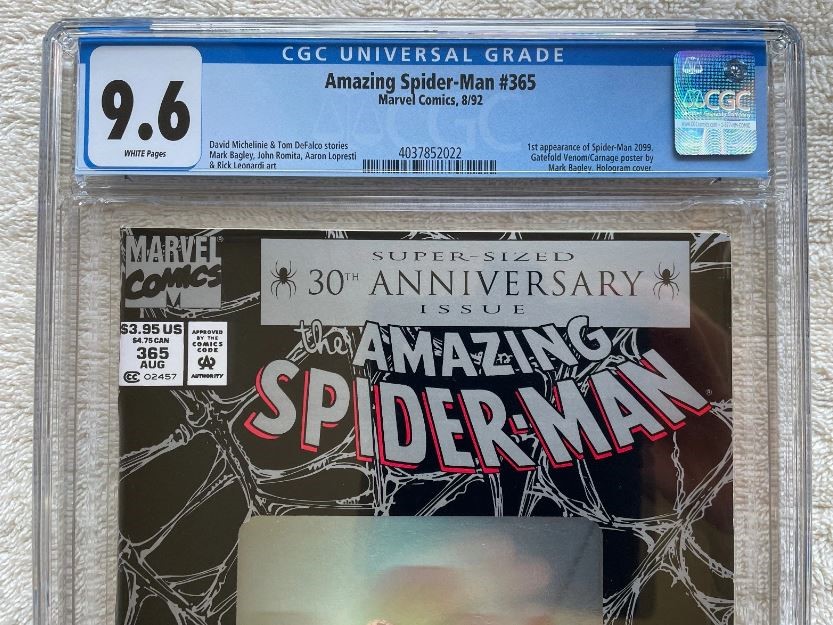 CGC UNIVERSAL GRADE
9.6
WHITE Pages
Amazing Spider-Man #365
Marvel Comics, 8/92
David Michelinie & Tom DeFalco stories
Mark Bagley, John Romita, Aaron Lopresti
& Rick Leonardi art
4037852022
1st appearance of Spider-Man 2099.
Gatefold Venom/Carnage poster by
Mark Bagley. Hologram cover.
CGC
MARVEL
COMICS
M
SUPER-SIZED
30TH ANNIVERSARY
ISSUE
$3.95 US
$4.75 CAN
365
AUG
CC 02457
APPROVED
BY THE
COMICS
CODE
CA
AUTHORITY
the AMAZING
SPIDER-MAN®